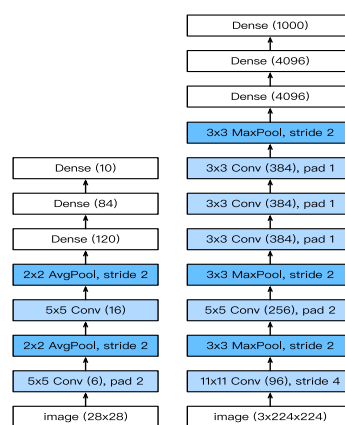 Dense (10)
Dense (84)
Dense (120)
2x2 AvgPool, stride 2
5x5 Conv (16)
2x2 AvgPool, stride 2
5x5 Conv (6), pad 2
image (28x28)
Dense (1000)
Dense (4096)
Dense (4096)
3x3 MaxPool, stride 2
3x3 Conv (384), pad 1
3x3 Conv (384), pad 1
3x3 Conv (384), pad 1
3x3 MaxPool, stride 2
5x5 Conv (256), pad 2
3x3 MaxPool, stride 2
11x11 Conv (96), stride 4
image (3x224x224)